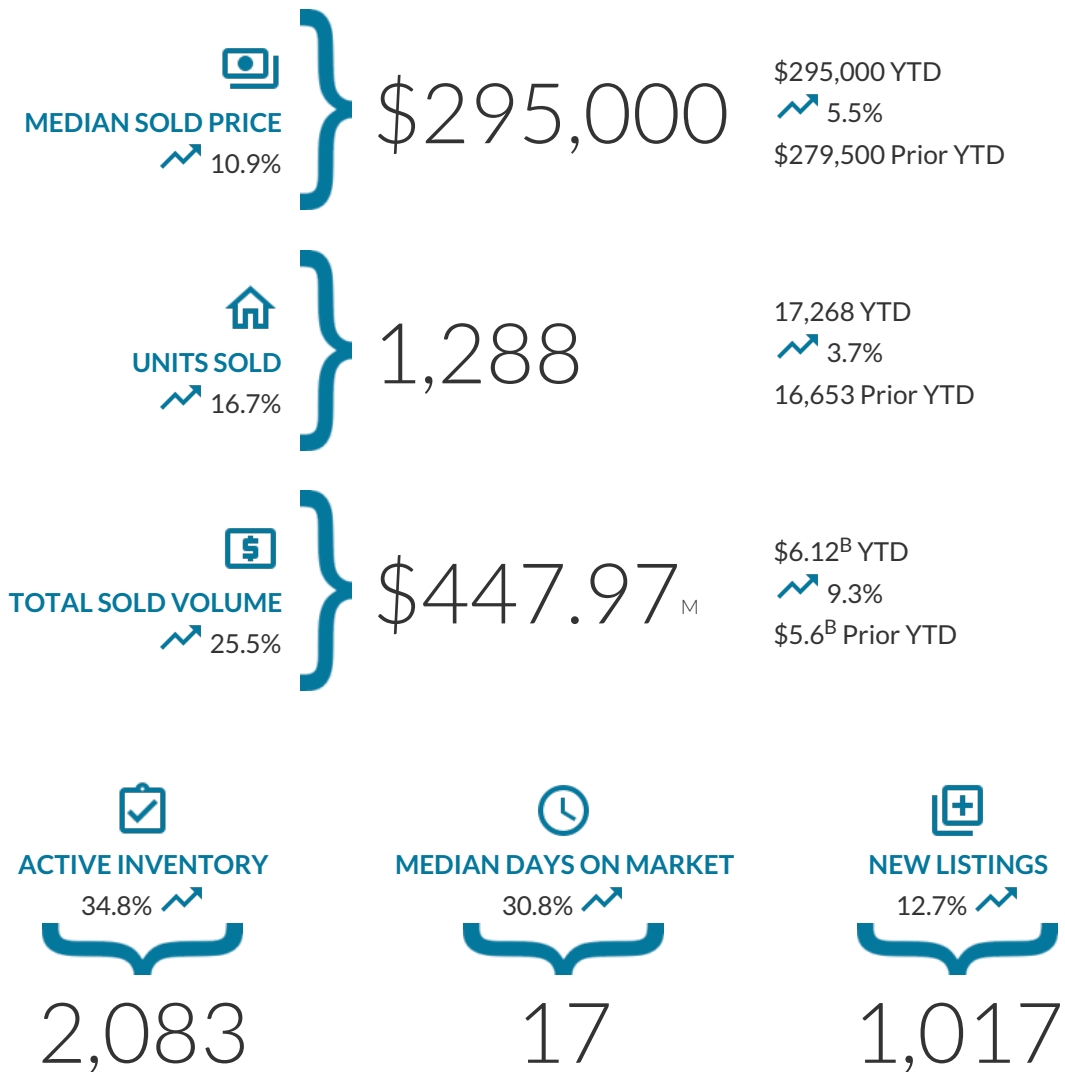 MEDIAN SOLD PRICE
10.9%
$295,000
$295,000 YTD
5.5%
$279,500 Prior YTD
UNITS SOLD
16.7%
1,288
17,268 YTD
3.7%
16,653 Prior YTD
$
TOTAL SOLD VOLUME
25.5%
$447.97M
$6.12B YTD
9.3%
$5.6B Prior YTD
ACTIVE INVENTORY
34.8%
2,083
MEDIAN DAYS ON MARKET
30.8%
17
NEW LISTINGS
12.7%
1,017